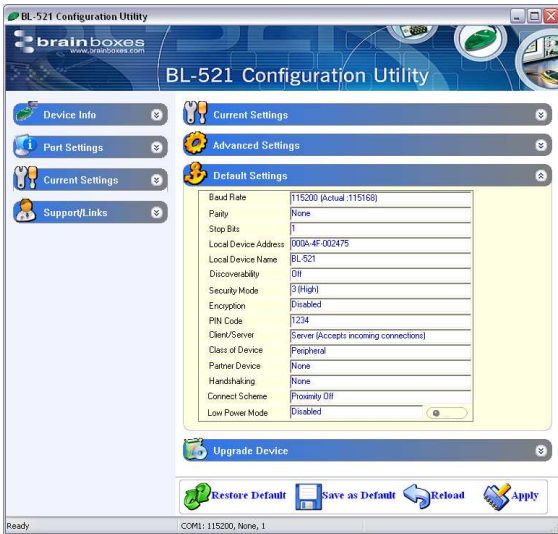 BL-521 Configuration Utility
brainboxes
www.brainboxes.com
BL-521 Configuration Utility
Device Info
Port Settings
Current Settings
Support/Links
Current Settings
Advanced Settings
Default Settings
Baud Rate 115200 (Actual :115168)
Parity None
Stop Bits 1
Local Device Address 000A-4F-002475
Local Device Name BL-521
Discoverability Off
Security Mode 3 (High)
Encryption Disabled
PIN Code 1234
Client/Server Server (Accepts incoming connections)
Class of Device Peripheral
Partner Device None
Handshaking None
Connect Scheme Proximity Off
Low Power Mode Disabled
Upgrade Device
Restore Default Save as Default Reload Apply
Ready COM1: 115200, None, 1